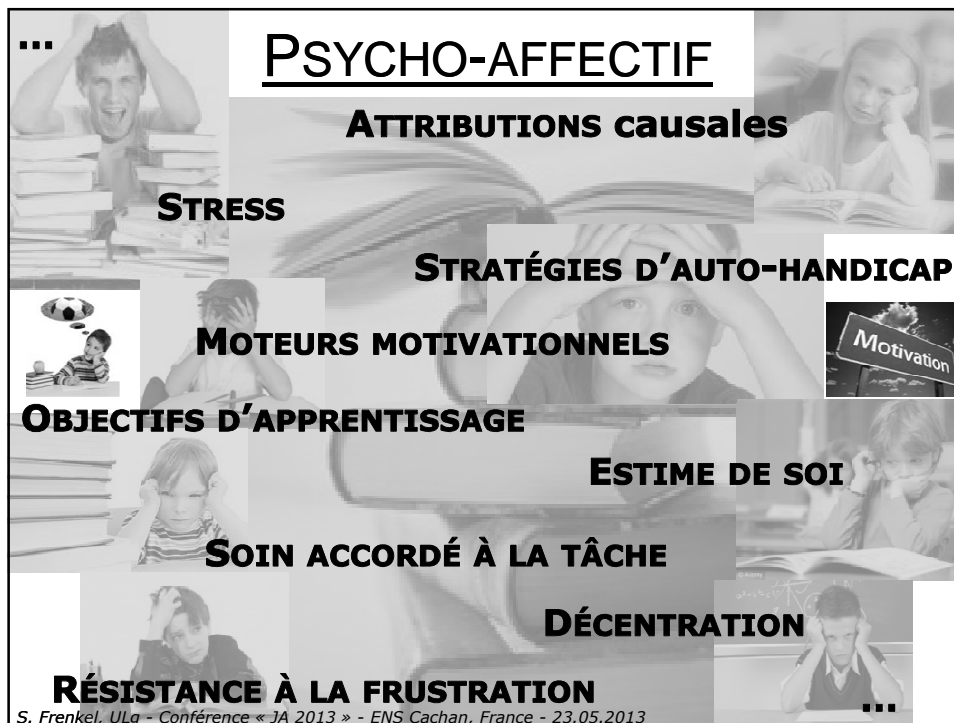 ...
PSYCHO-AFFECTIF
ATTRIBUTIONS causales
STRESS
STRATÉGIES D’AUTO-HANDICAP
MOTEURS MOTIVATIONNELS
Motivation
OBJECTIFS D’APPRENTISSAGE
ESTIME DE SOI
SOIN ACCORDÉ À LA TÂCHE
DÉCENTRATION
RÉSISTANCE À LA FRUSTRATION
...
S. Frenkel, ULg - Conférence « JA 2013 » - ENS Cachan, France - 23.05.2013